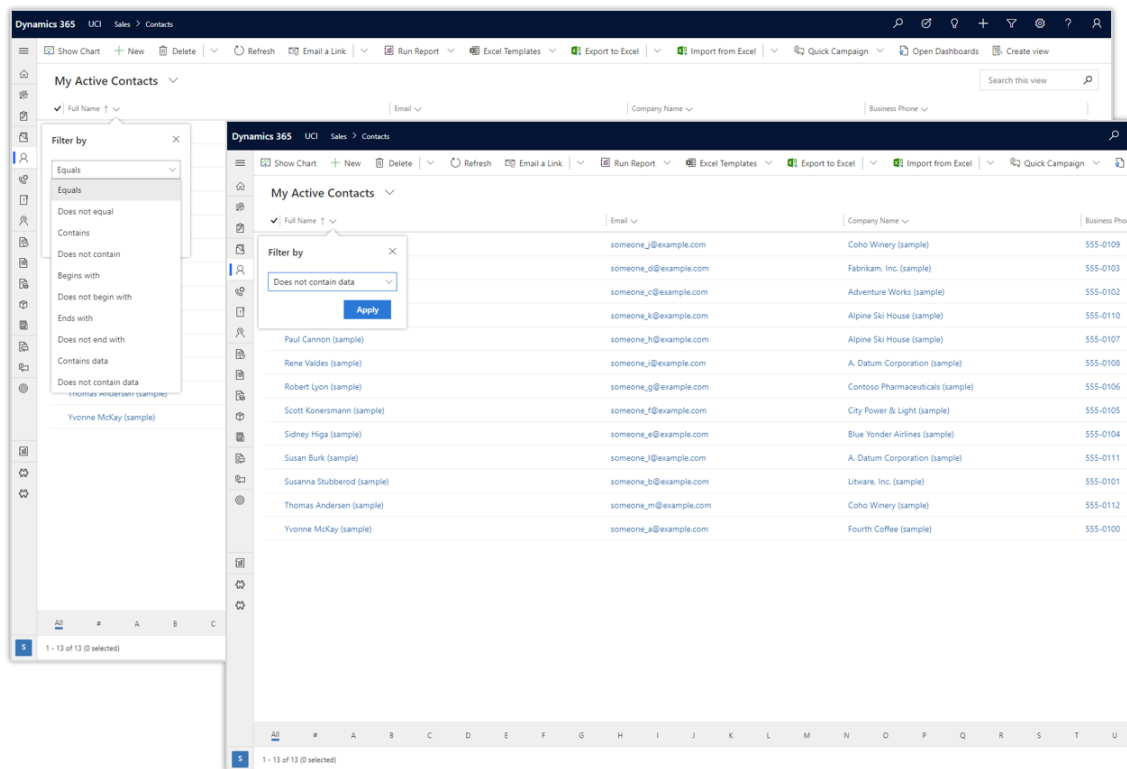 Dynamics 365 UCI Sales > Contacts
Show Chart New Delete Refresh Email a Link Run Report Excel Templates Export to Excel Import from Excel Quick Campaign Open Dashboards Create view
My Active Contacts
Search this view
Full Name ↑ Email Company Name Business Phone
Filter by
Equals
Equals
Does not equal
Contains
Does not contain
Begins with
Does not begin with
Ends with
Does not end with
Contains data
Does not contain data
Thomas Andersen (sample)
Yvonne McKay (sample)
All # A B C
S 1 - 13 of 13 (0 selected)
Dynamics 365 UCI Sales > Contacts
Show Chart New Delete Refresh Email a Link Run Report Excel Templates Export to Excel Import from Excel Quick Campaign
My Active Contacts
Full Name ↑ Email Company Name Business Pho
Filter by
Does not contain data
Apply
someone_j@example.com Coho Winery (sample) 555-0109
someone_d@example.com Fabrikam, Inc. (sample) 555-0103
someone_c@example.com Adventure Works (sample) 555-0102
someone_k@example.com Alpine Ski House (sample) 555-0110
Paul Cannon (sample) someone_h@example.com Alpine Ski House (sample) 555-0107
Rene Valdes (sample) someone_i@example.com A. Datum Corporation (sample) 555-0108
Robert Lyon (sample) someone_g@example.com Contoso Pharmaceuticals (sample) 555-0106
Scott Konersmann (sample) someone_f@example.com City Power & Light (sample) 555-0105
Sidney Higa (sample) someone_e@example.com Blue Yonder Airlines (sample) 555-0104
Susan Burk (sample) someone_l@example.com A. Datum Corporation (sample) 555-0111
Susanna Stubberod (sample) someone_b@example.com Litware, Inc. (sample) 555-0101
Thomas Andersen (sample) someone_m@example.com Coho Winery (sample) 555-0112
Yvonne McKay (sample) someone_a@example.com Fourth Coffee (sample) 555-0100
All # A B C D E F G H I J K L M N O P Q R S T U
S 1 - 13 of 13 (0 selected)